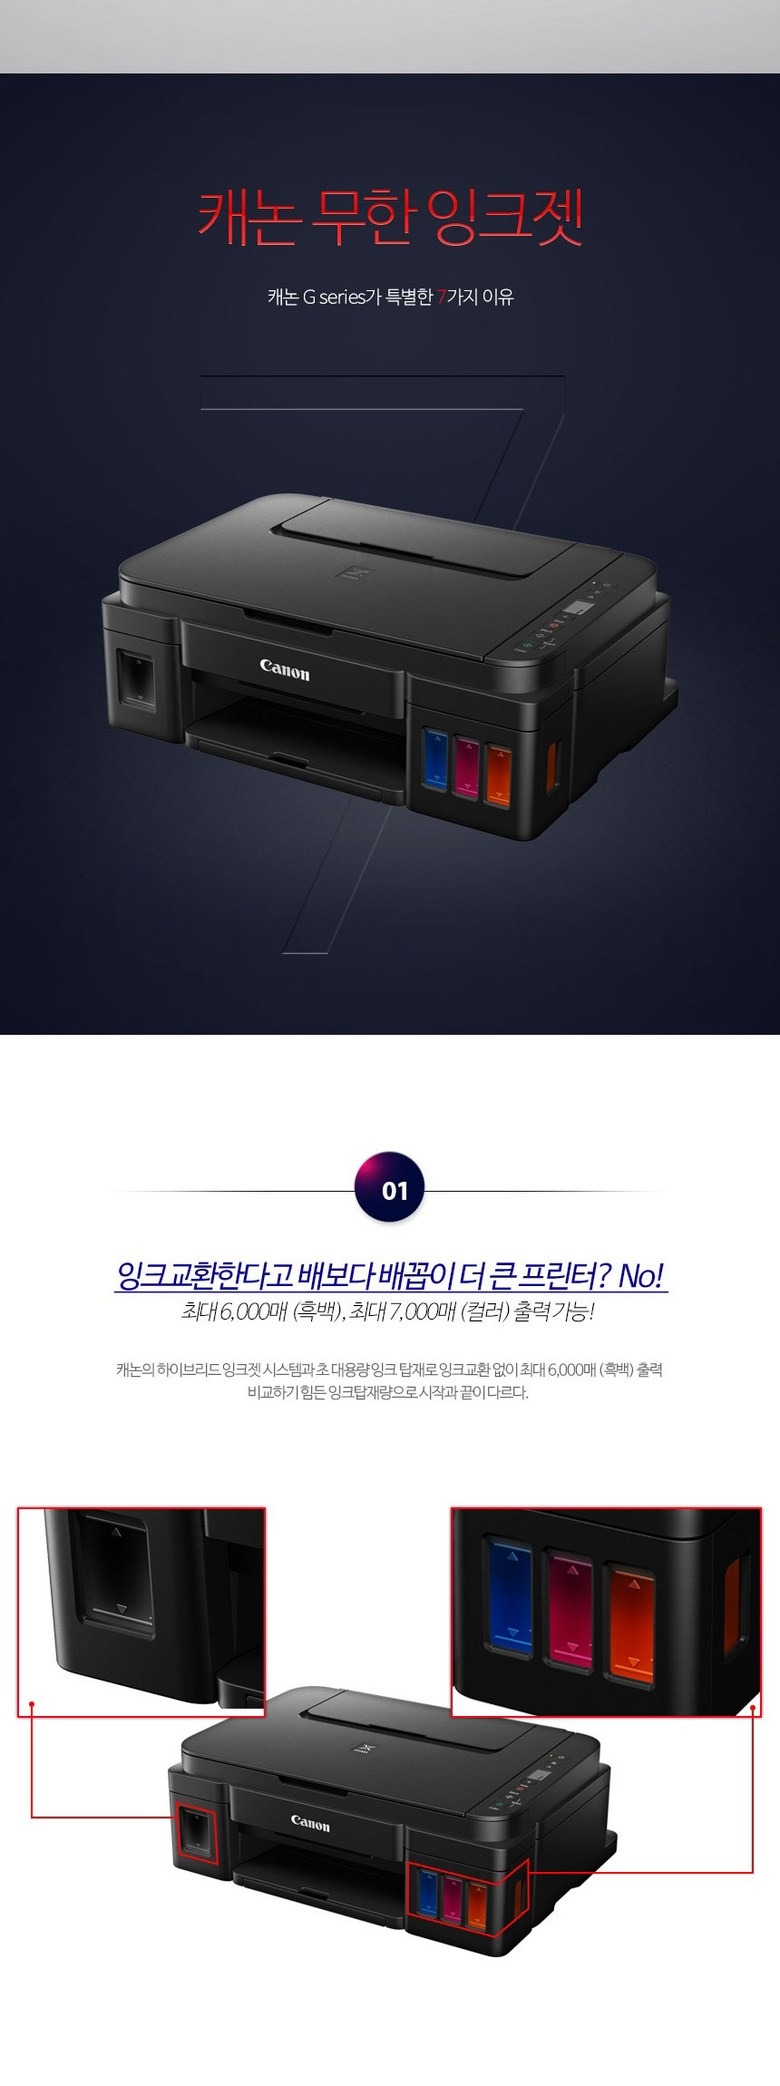 캐논 무한 잉크젯
캐논 G series가 특별한 7가지 이유
Canon
01
잉크교환한다고 배보다 배꼽이 더 큰 프린터? No!
최대 6,000매 (흑백), 최대 7,000매 (컬러) 출력 가능!
캐논의 하이브리드 잉크젯 시스템과 초 대용량 잉크 탑재로 잉크교환 없이 최대 6,000매 (흑백) 출력
비교하기 힘든 잉크탑재량으로 시작과 끝이 다르다.
Canon